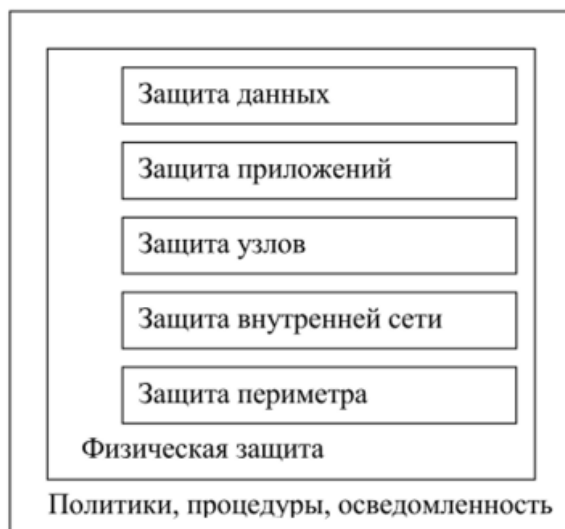 Защита данных
Защита приложений
Защита узлов
Защита внутренней сети
Защита периметра
Физическая защита
Политики, процедуры, осведомленность